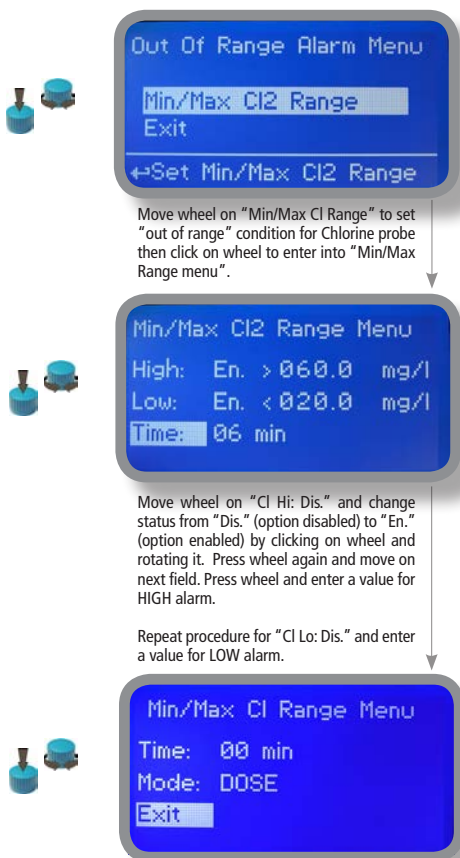 Out Of Range Alarm Menu
Min/Max Cl2 Range
Exit
↩Set Min/Max Cl2 Range
Move wheel on “Min/Max Cl Range” to set
“out of range” condition for Chlorine probe
then click on wheel to enter into “Min/Max
Range menu”.
Min/Max Cl2 Range Menu
High: En. >060.0 mg/l
Low: En. <020.0 mg/l
Time: 06 min
Move wheel on “Cl Hi: Dis.” and change
status from “Dis.” (option disabled) to “En.”
(option enabled) by clicking on wheel and
rotating it. Press wheel again and move on
next field. Press wheel and enter a value for
HIGH alarm.
Repeat procedure for “Cl Lo: Dis.” and enter
a value for LOW alarm.
Min/Max Cl Range Menu
Time: 00 min
Mode: DOSE
Exit